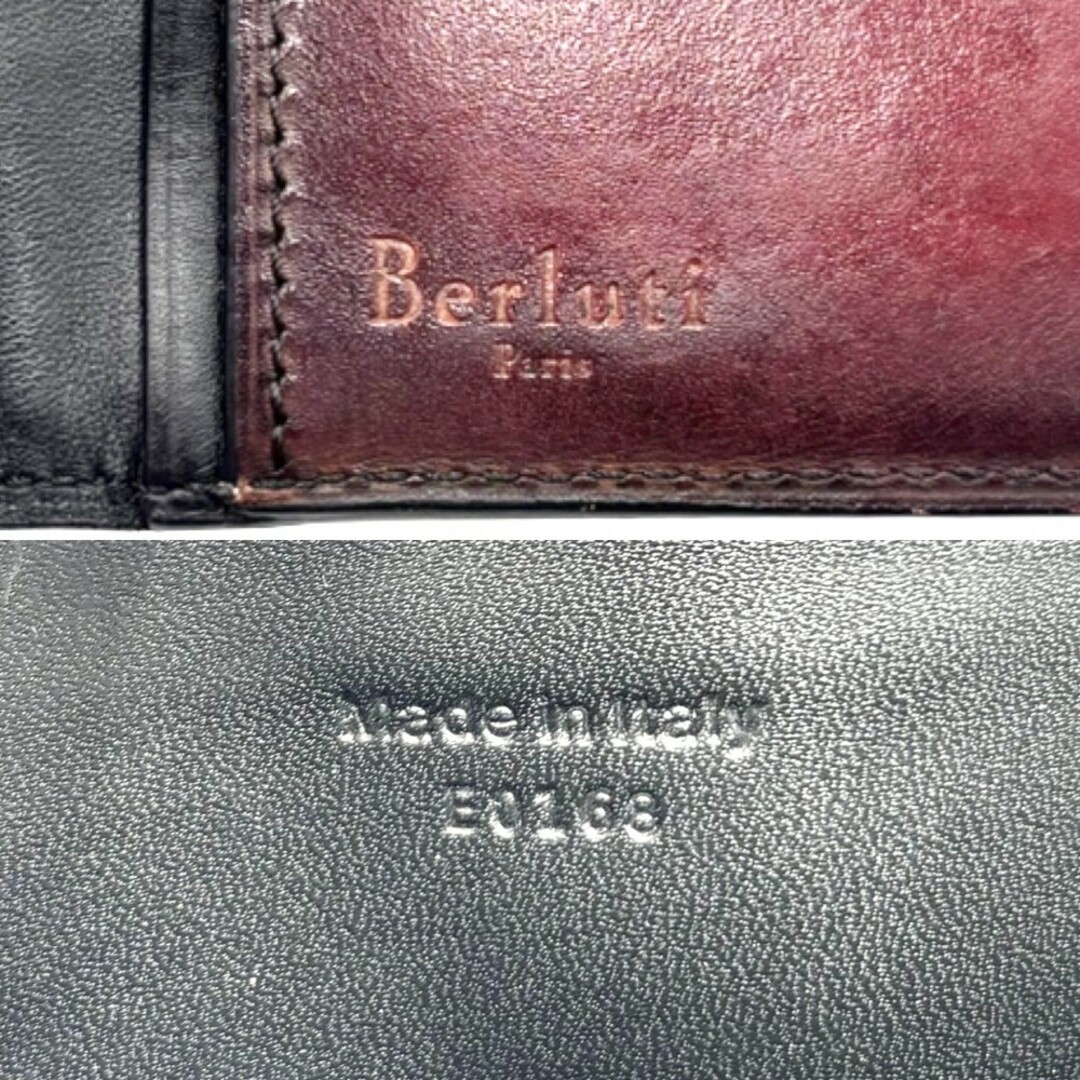 Berluti
Paris
Made in Italy
E0168